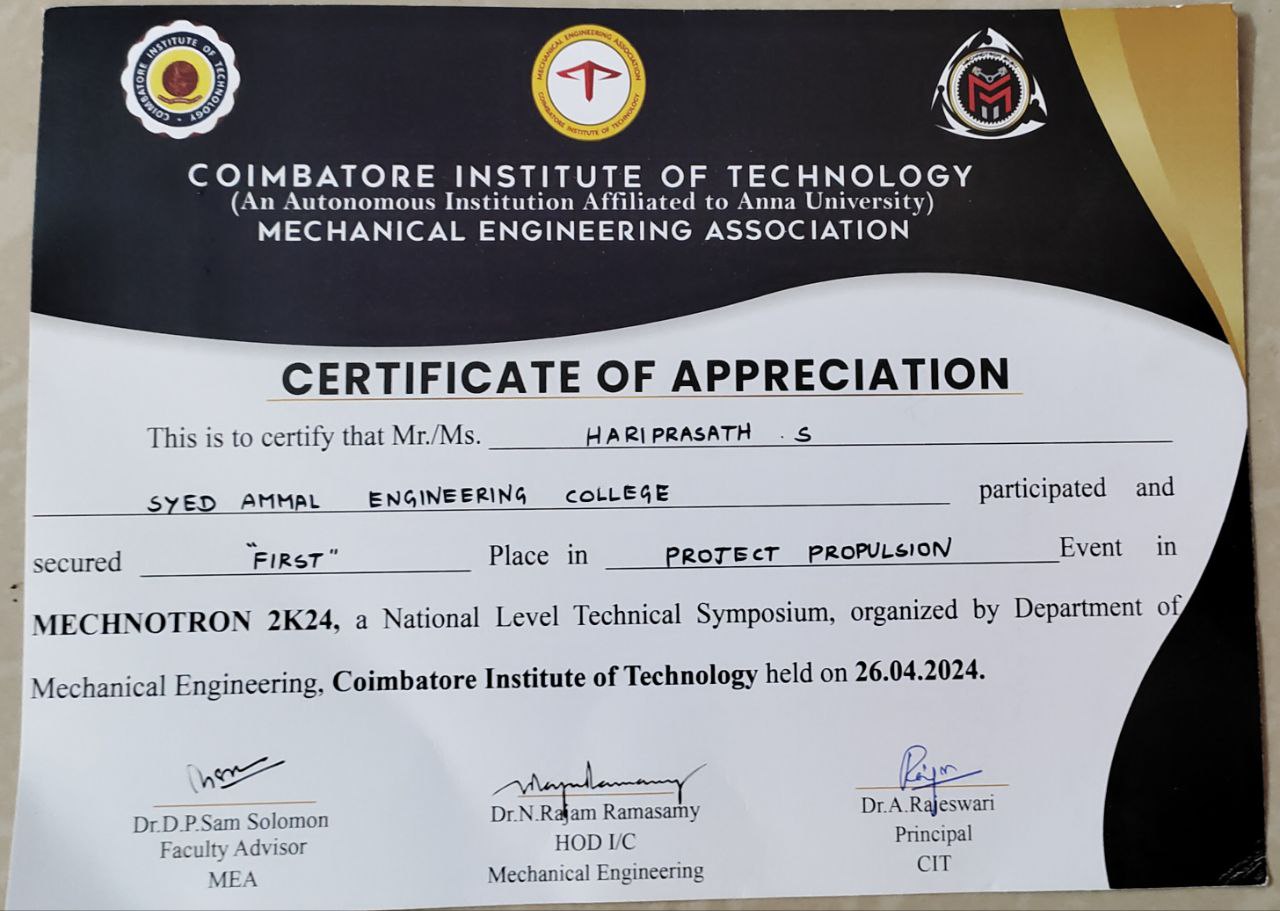 COIMBATORE INSTITUTE OF TECHNOLOGY
MECHANICAL ENGINEERING ASSOCIATION
COIMBATORE INSTITUTE OF TECHNOLOGY
COIMBATORE INSTITUTE OF TECHNOLOGY
(An Autonomous Institution Affiliated to Anna University)
MECHANICAL ENGINEERING ASSOCIATION
CERTIFICATE OF APPRECIATION
This is to certify that Mr./Ms. HARIPRASATH . S
SYED AMMAL ENGINEERING COLLEGE participated and
secured "FIRST" Place in PROJECT PROPULSION Event in
MECHNOTRON 2K24, a National Level Technical Symposium, organized by Department of
Mechanical Engineering, Coimbatore Institute of Technology held on 26.04.2024.
Dr.D.P.Sam Solomon
Faculty Advisor
MEA
Dr.N.Rajam Ramasamy
HOD I/C
Mechanical Engineering
Dr.A.Rajeswari
Principal
CIT